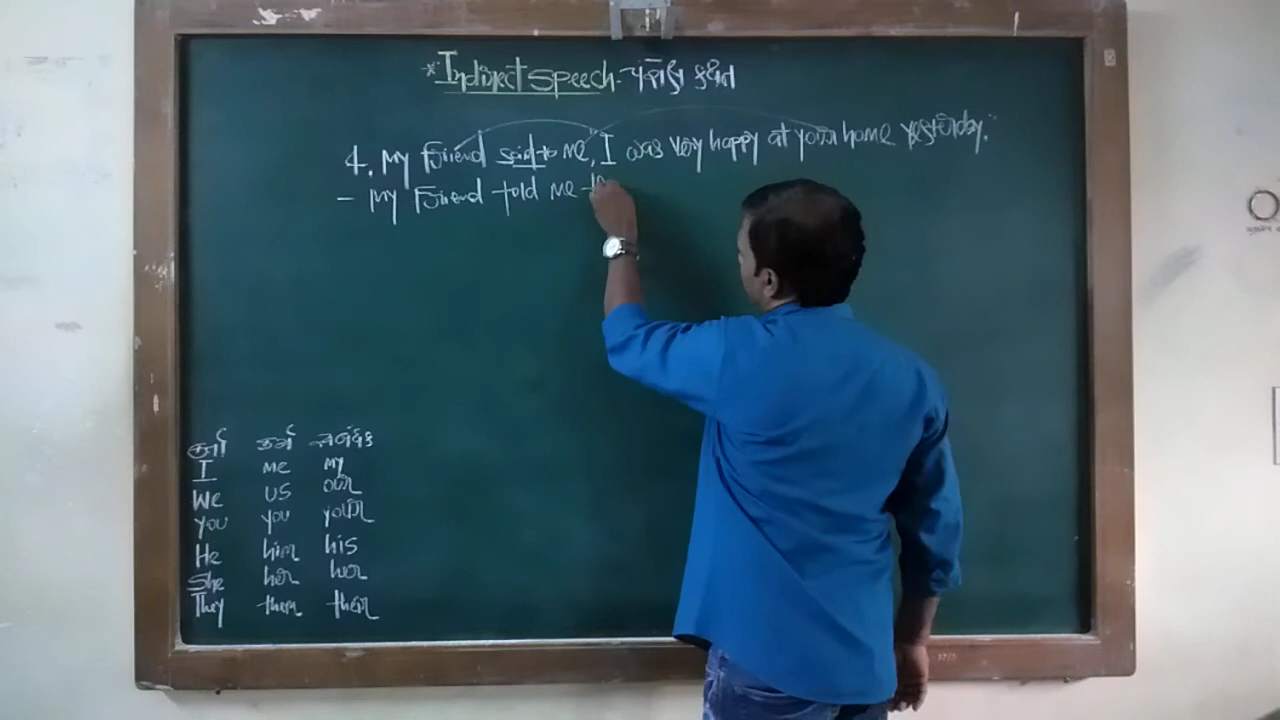 * Indirect speech - પરોક્ષ કથન
4. My friend said to me, I was very happy at your home yesterday."
- My friend told me th
કર્તા કર્મ સંબંધક
I me my
We us our
you you your
He him his
She her her
They them their